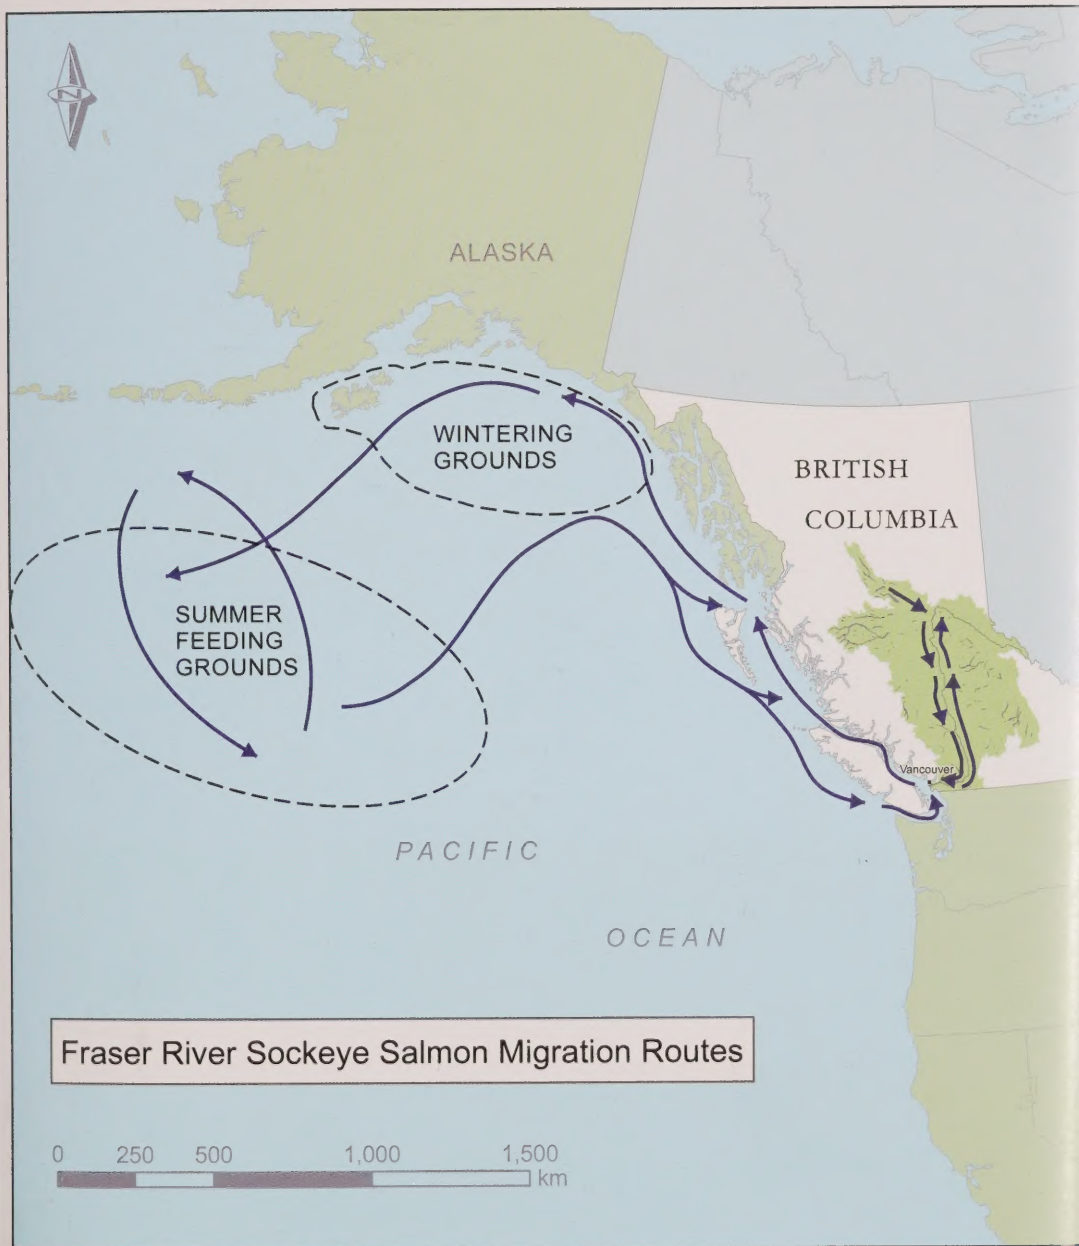 N
ALASKA
WINTERING
GROUNDS
BRITISH
COLUMBIA
SUMMER
FEEDING
GROUNDS
Vancouver
PACIFIC
OCEAN
Fraser River Sockeye Salmon Migration Routes
0 250 500 1,000 1,500
km